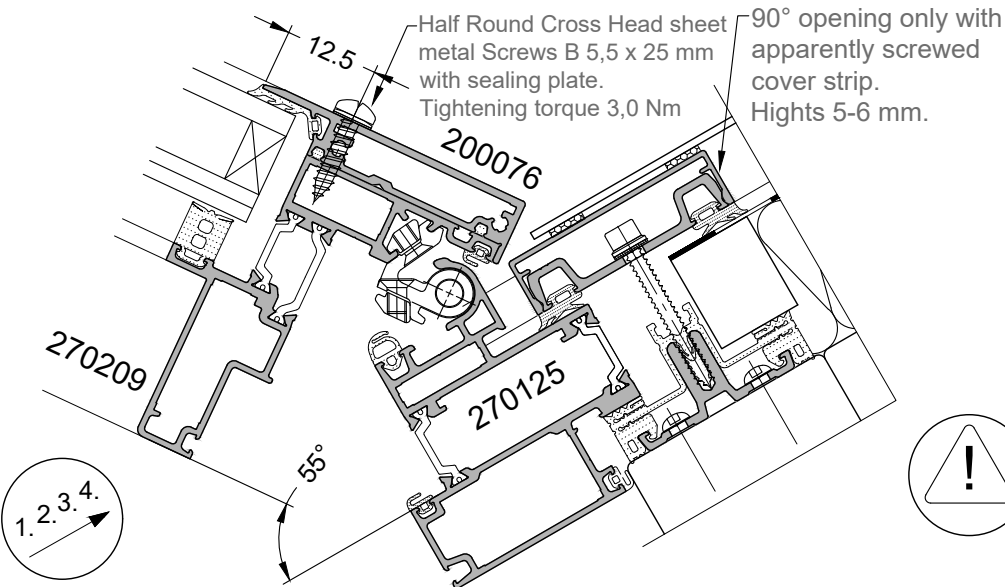 Half Round Cross Head sheet
metal Screws B 5,5 x 25 mm
with sealing plate.
Tightening torque 3,0 Nm
90° opening only with
apparently screwed
cover strip.
Hights 5-6 mm.
12.5
200076
270209
270125
55°
1. 2. 3. 4.
!